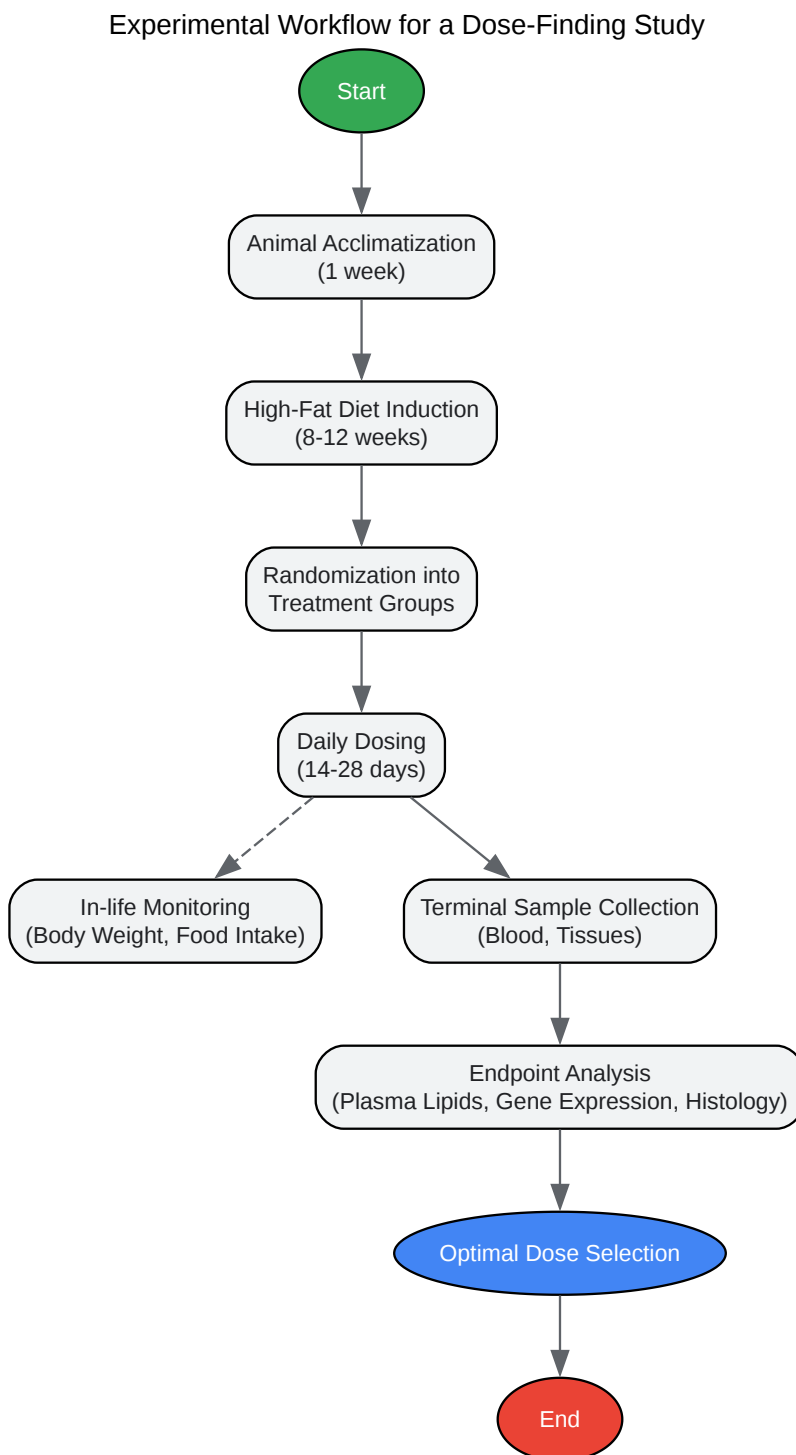 Experimental Workflow for a Dose-Finding Study
Start
Animal Acclimatization
(1 week)
High-Fat Diet Induction
(8-12 weeks)
Randomization into
Treatment Groups
Daily Dosing
(14-28 days)
In-life Monitoring
(Body Weight, Food Intake)
Terminal Sample Collection
(Blood, Tissues)
Endpoint Analysis
(Plasma Lipids, Gene Expression, Histology)
Optimal Dose Selection
End